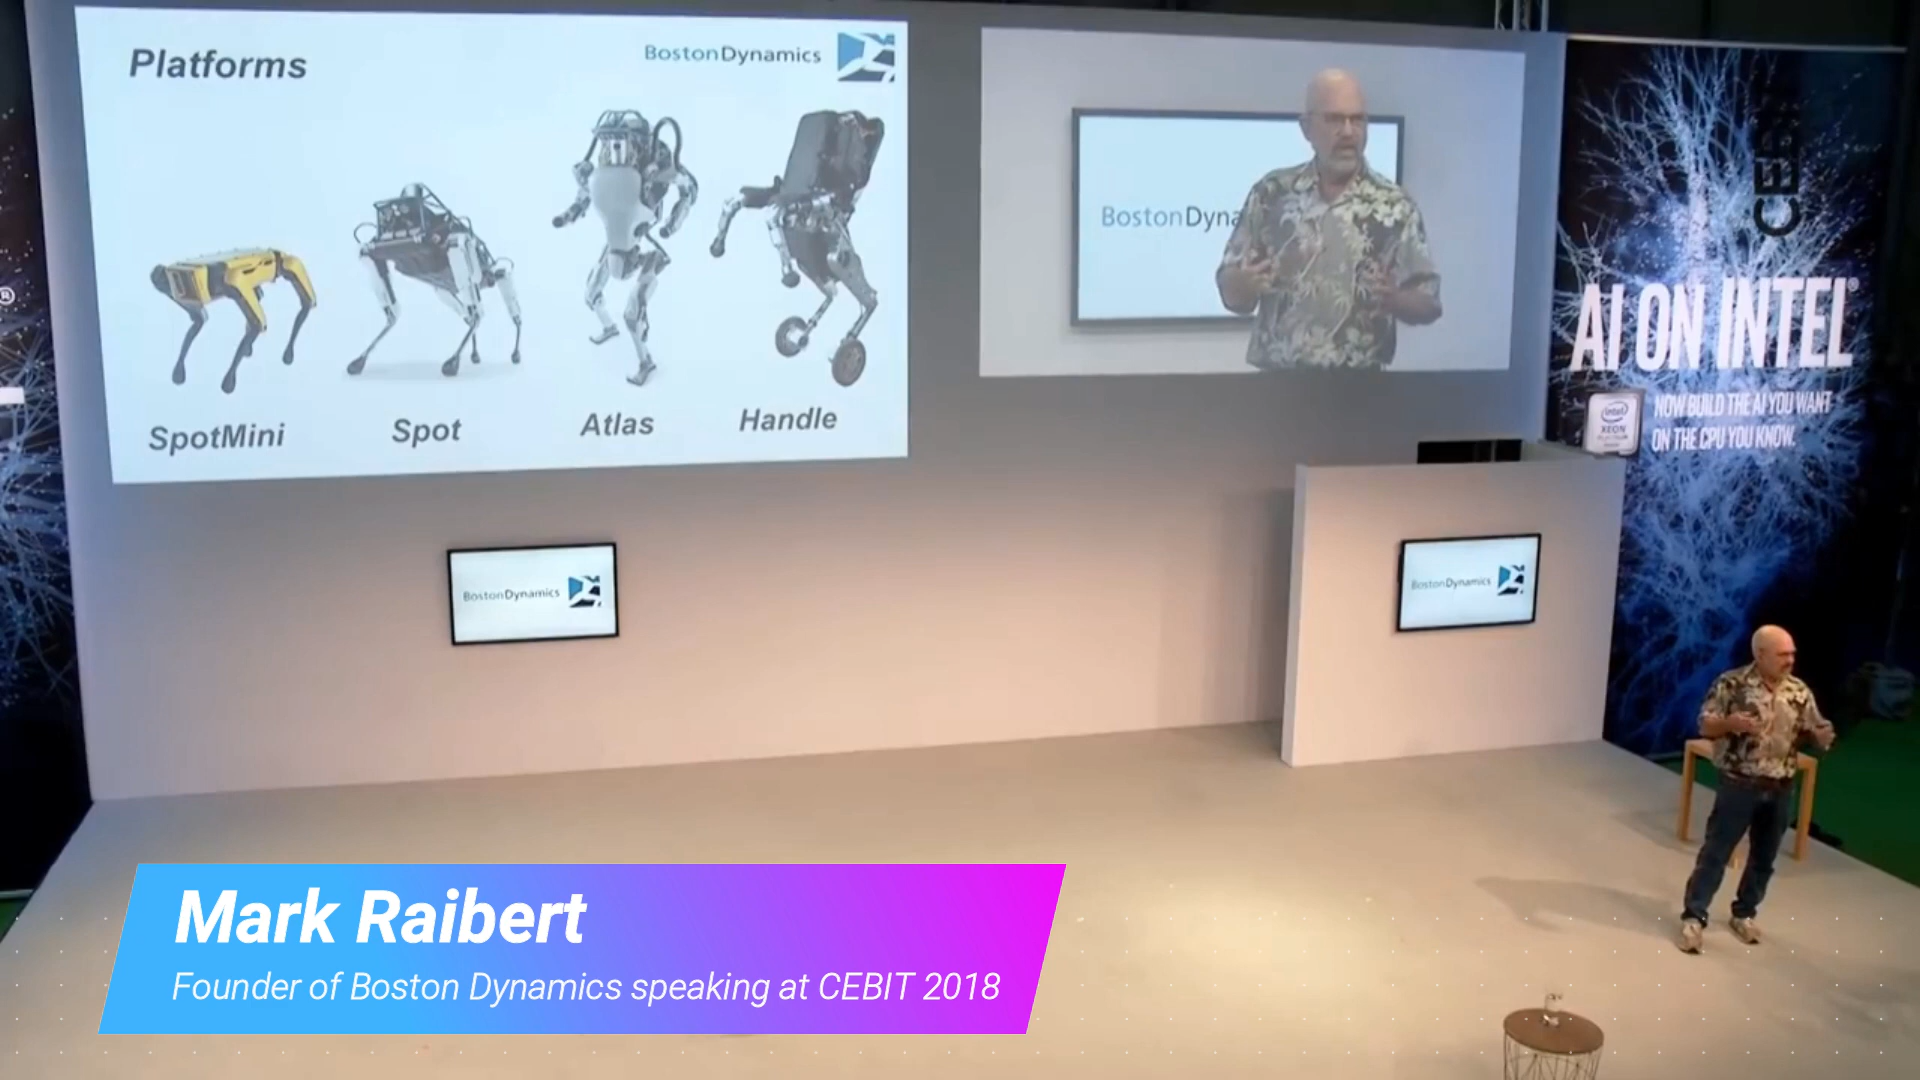 Platforms
BostonDynamics
SpotMini
Spot
Atlas
Handle
BostonDyna
CEBIT
AI ON INTEL®
intel
XEON
NOW BUILD THE AI YOU WANT
ON THE CPU YOU KNOW.
®
BostonDynamics
BostonDynamics
Mark Raibert
Founder of Boston Dynamics speaking at CEBIT 2018